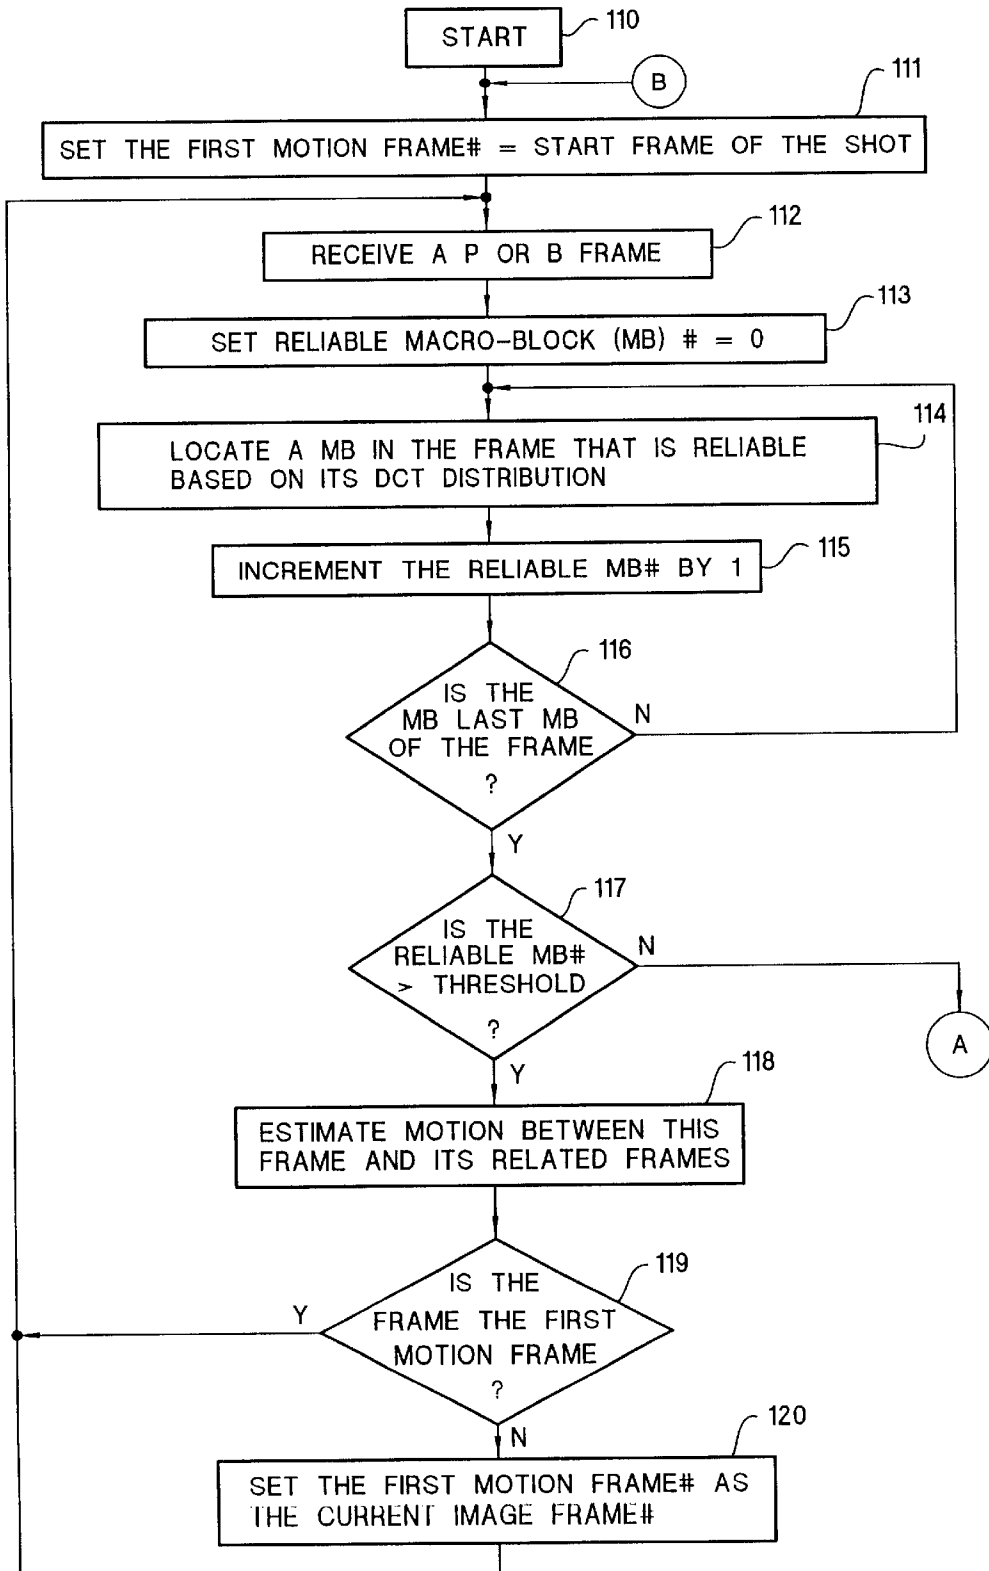 START
110
B
111
SET THE FIRST MOTION FRAME# = START FRAME OF THE SHOT
112
RECEIVE A P OR B FRAME
113
SET RELIABLE MACRO-BLOCK (MB) # = 0
114
LOCATE A MB IN THE FRAME THAT IS RELIABLE
BASED ON ITS DCT DISTRIBUTION
115
INCREMENT THE RELIABLE MB# BY 1
116
IS THE
MB LAST MB
OF THE FRAME
?
N
Y
117
IS THE
RELIABLE MB#
> THRESHOLD
?
N
A
Y
118
ESTIMATE MOTION BETWEEN THIS
FRAME AND ITS RELATED FRAMES
119
IS THE
FRAME THE FIRST
MOTION FRAME
?
Y
N
120
SET THE FIRST MOTION FRAME# AS
THE CURRENT IMAGE FRAME#